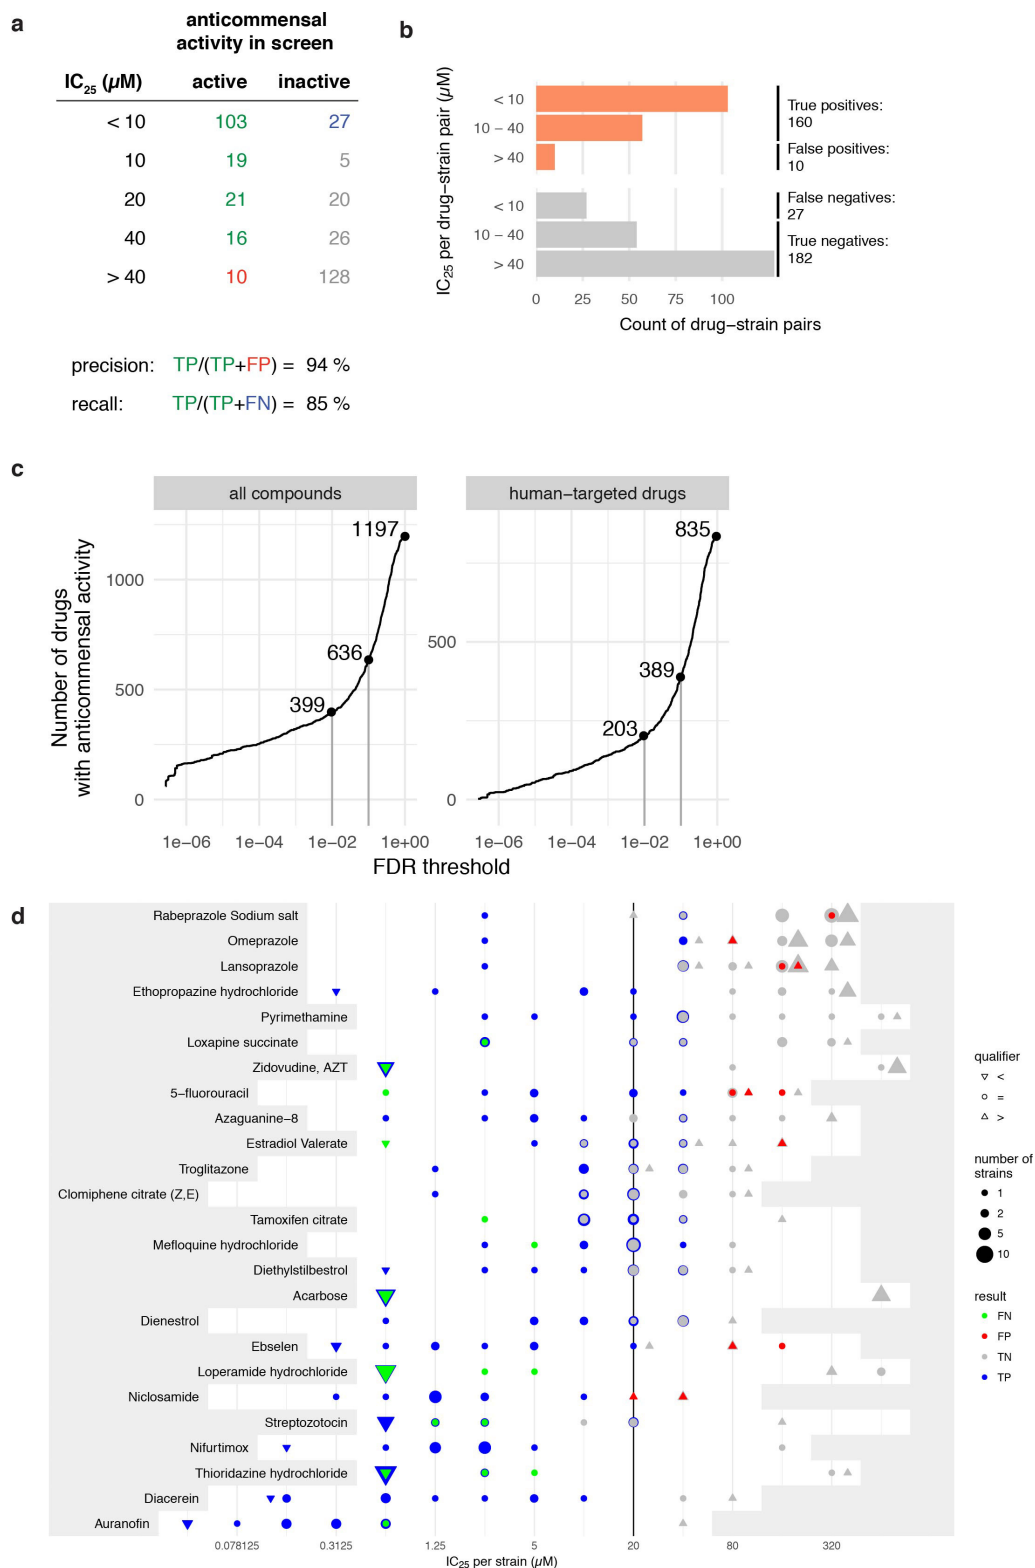 a
anticommensal
activity in screen
IC25 (µM) active inactive
< 10 103 27
10 19 5
20 21 20
40 16 26
> 40 10 128
precision: TP/(TP+FP) = 94 %
recall: TP/(TP+FN) = 85 %
b
IC25 per drug−strain pair (µM)
< 10
10 − 40
> 40
< 10
10 − 40
> 40
True positives:
160
False positives:
10
False negatives:
27
True negatives:
182
0 25 50 75 100
Count of drug−strain pairs
c
all compounds
human−targeted drugs
Number of drugs
with anticommensal activity
1000
500
0
1197
636
399
500
0
835
389
203
1e−06 1e−04 1e−02 1e+00
1e−06 1e−04 1e−02 1e+00
FDR threshold
d
Rabeprazole Sodium salt
Omeprazole
Lansoprazole
Ethopropazine hydrochloride
Pyrimethamine
Loxapine succinate
Zidovudine, AZT
5−fluorouracil
Azaguanine−8
Estradiol Valerate
Troglitazone
Clomiphene citrate (Z,E)
Tamoxifen citrate
Mefloquine hydrochloride
Diethylstilbestrol
Acarbose
Dienestrol
Ebselen
Loperamide hydrochloride
Niclosamide
Streptozotocin
Nifurtimox
Thioridazine hydrochloride
Diacerein
Auranofin
0.078125 0.3125 1.25 5 20 80 320
IC25 per strain (µM)
qualifier
<
=
>
number of
strains
1
2
5
10
result
FN
FP
TN
TP